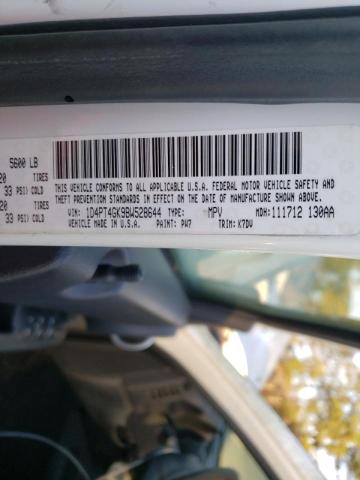 5600 LB
20 TIRES
33 PSI) COLD
20 TIRES
33 PSI) COLD
THIS VEHICLE CONFORMS TO ALL APPLICABLE U.S.A. FEDERAL MOTOR VEHICLE SAFETY AND
THEFT PREVENTION STANDARDS IN EFFECT ON THE DATE OF MANUFACTURE SHOWN ABOVE.
VIN: 1D4PT4GK9BW528644 TYPE: MPV MDH: 111712 130AA
VEHICLE MADE IN U.S.A. PAINT: PW7 TRIM: K7DV